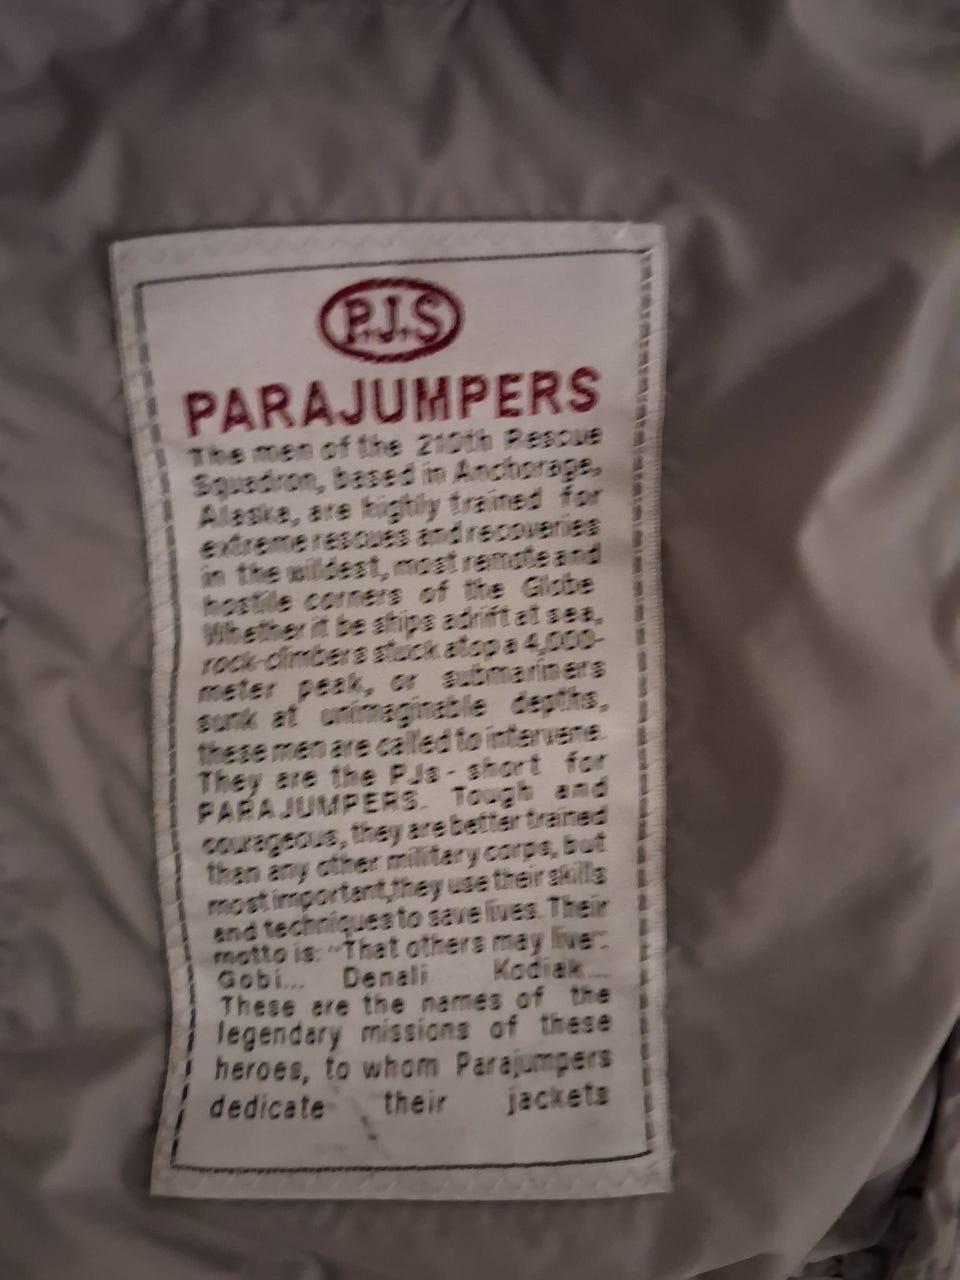 P.J.S
PARAJUMPERS
The men of the 210th Rescue
Squadron, based in Anchorage,
Alaska, are highly trained for
extreme rescues and recoveries
in the wildest, most remote and
hostile corners of the Globe
Whether it be ships adrift at sea,
rock-climbers stuck atop a 4,000-
meter peak, or submariners
sunk at unimaginable depths,
these men are called to intervene.
They are the PJs - short for
PARAJUMPERS. Tough and
courageous, they are better trained
than any other military corps, but
most important,they use their skills
and techniques to save lives. Their
motto is: "That others may live".
Gobi... Denali Kodiak....
These are the names of the
legendary missions of these
heroes, to whom Parajumpers
dedicate their jackets